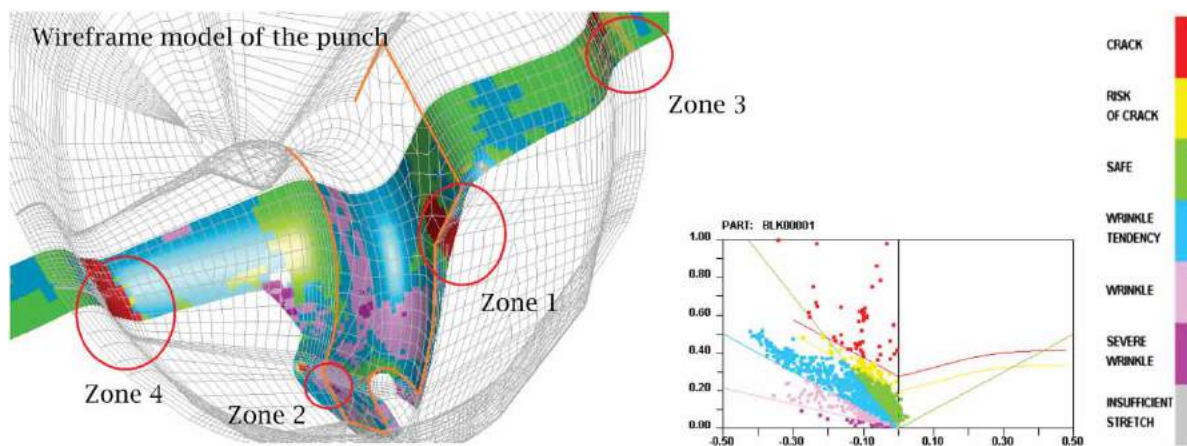 Wireframe model of the punch
Zone 3
Zone 1
Zone 4
Zone 2
PART: BLK00001
1.00
0.80
0.60
0.40
0.20
0.00
-0.50
-0.30
-0.10
0.10
0.30
0.50
CRACK
RISK
OF CRACK
SAFE
WRINKLE
TENDENCY
WRINKLE
SEVERE
WRINKLE
INSUFFICIENT
STRETCH